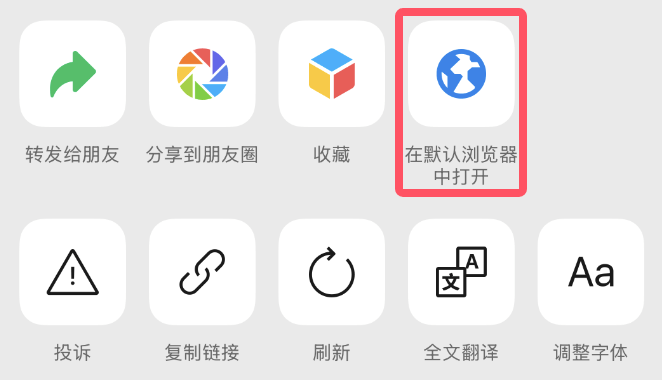 转发给朋友
分享到朋友圈
收藏
在默认浏览器
中打开
A
文
Aa
投诉
复制链接
刷新
全文翻译
调整字体